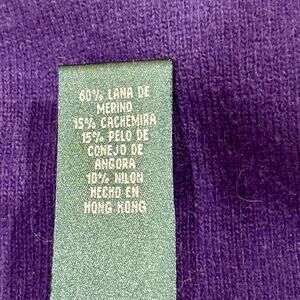 60% LANA DE
MERINO
15% CACHEMIRA
15% PELO DE
CONEJO DE
ANGORA
10% NILON
HECHO EN
HONG KONG